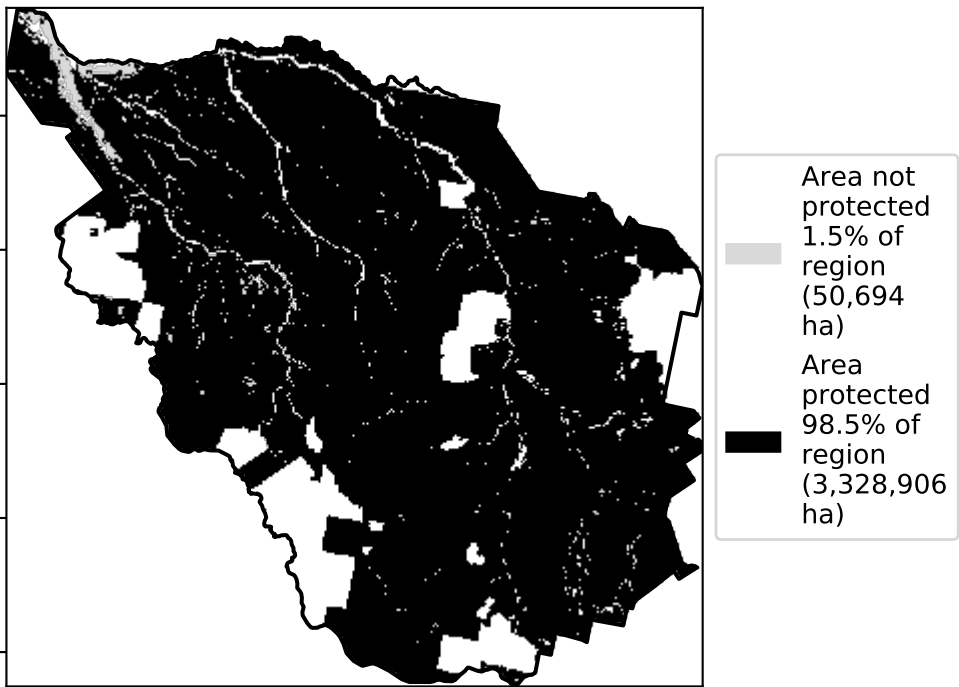 Area not
protected
1.5% of
region
(50,694
ha)
Area
protected
98.5% of
region
(3,328,906
ha)